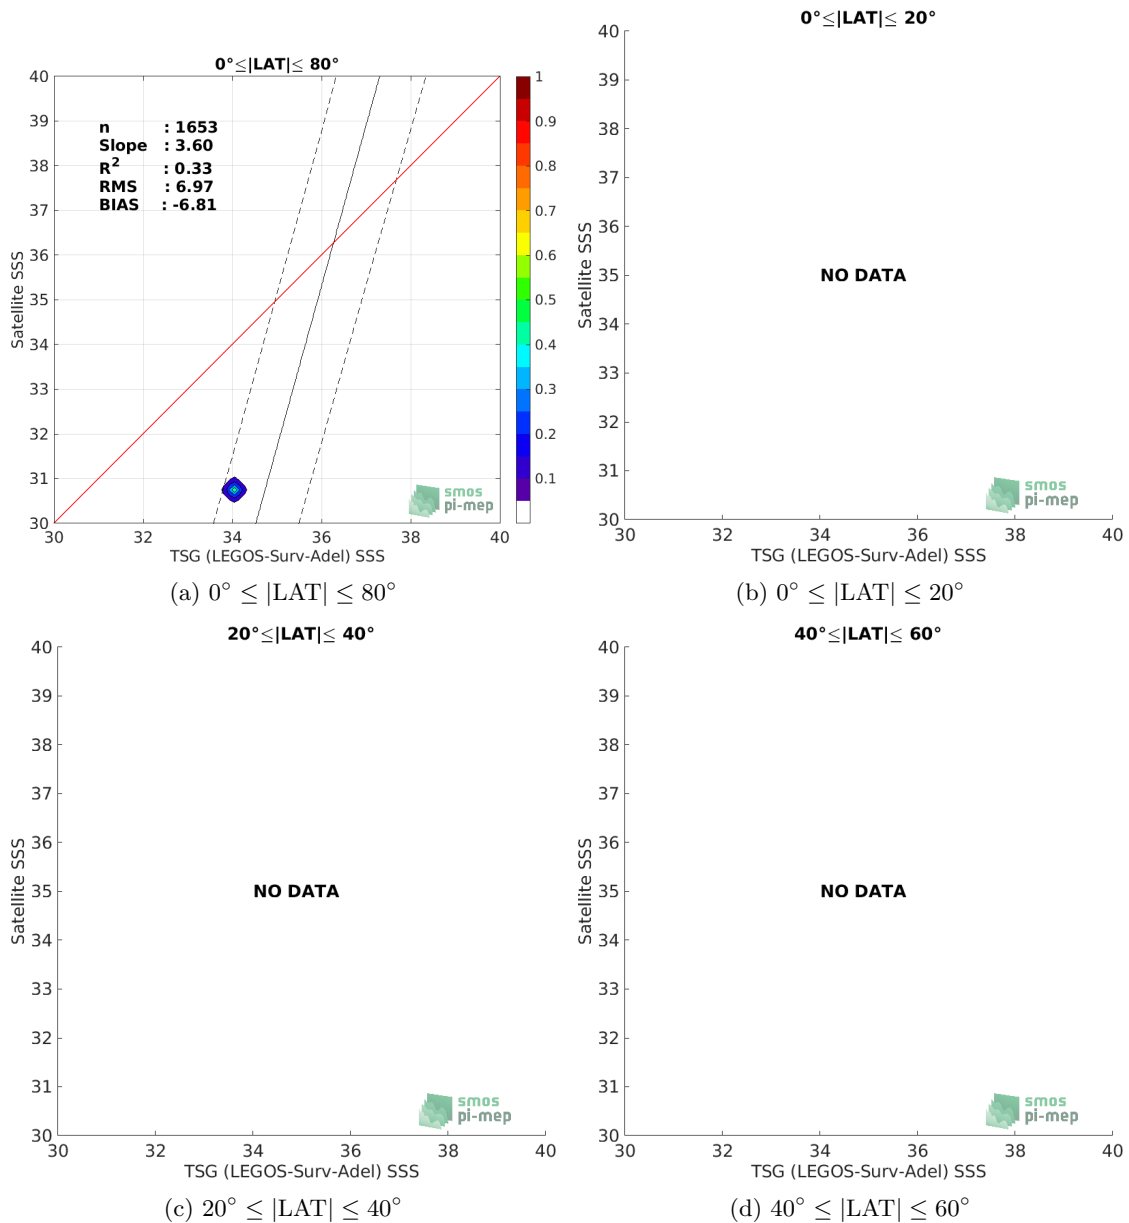 0°≤|LAT|≤ 80°
40
39
38
37
36
35
34
33
32
31
30
Satellite SSS
n : 1653
Slope : 3.60
R² : 0.33
RMS : 6.97
BIAS : -6.81
1
0.9
0.8
0.7
0.6
0.5
0.4
0.3
0.2
0.1
smos
pi-mep
30 32 34 36 38 40
TSG (LEGOS-Surv-Adel) SSS
(a) 0° ≤ |LAT| ≤ 80°
0°≤|LAT|≤ 20°
40
39
38
37
36
35
34
33
32
31
30
Satellite SSS
NO DATA
smos
pi-mep
30 32 34 36 38 40
TSG (LEGOS-Surv-Adel) SSS
(b) 0° ≤ |LAT| ≤ 20°
20°≤|LAT|≤ 40°
40
39
38
37
36
35
34
33
32
31
30
Satellite SSS
NO DATA
smos
pi-mep
30 32 34 36 38 40
TSG (LEGOS-Surv-Adel) SSS
(c) 20° ≤ |LAT| ≤ 40°
40°≤|LAT|≤ 60°
40
39
38
37
36
35
34
33
32
31
30
Satellite SSS
NO DATA
smos
pi-mep
30 32 34 36 38 40
TSG (LEGOS-Surv-Adel) SSS
(d) 40° ≤ |LAT| ≤ 60°